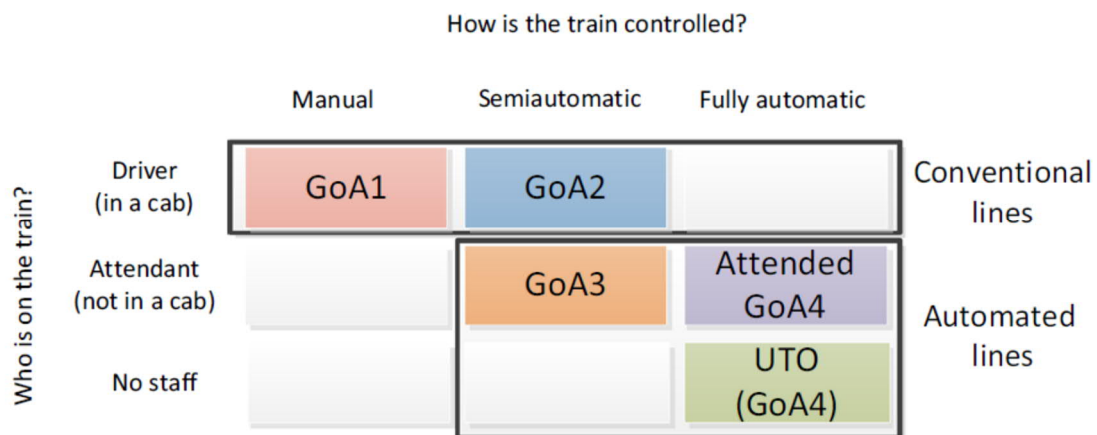 How is the train controlled?
Manual
Semiautomatic
Fully automatic
Who is on the train?
Driver
(in a cab)
GoA1
GoA2
Conventional
lines
Attendant
(not in a cab)
GoA3
Attended
GoA4
Automated
lines
No staff
UTO
(GoA4)